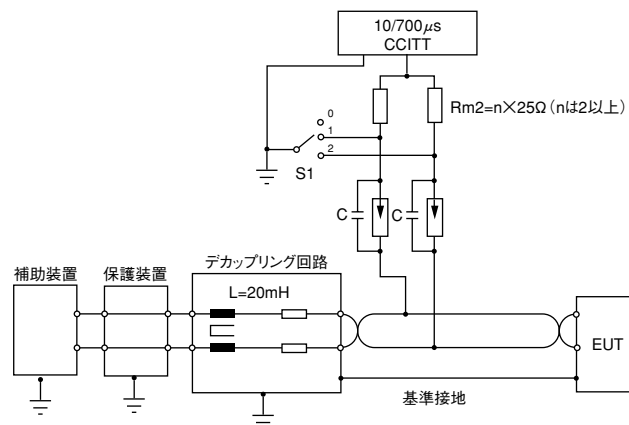 10/700μs
CCITT
Rm2=n×25Ω（nは2以上）
0
1
2
S1
C
C
デカップリング回路
補助装置
保護装置
L=20mH
EUT
基準接地